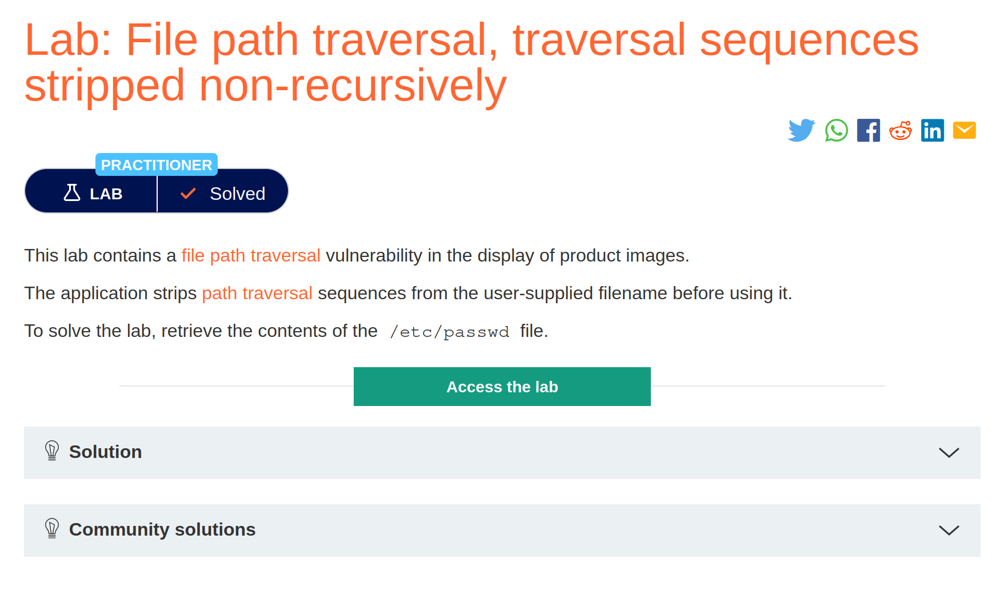 Lab: File path traversal, traversal sequences
stripped non-recursively
PRACTITIONER
LAB
Solved
This lab contains a file path traversal vulnerability in the display of product images.
The application strips path traversal sequences from the user-supplied filename before using it.
To solve the lab, retrieve the contents of the /etc/passwd file.
Access the lab
Solution
Community solutions